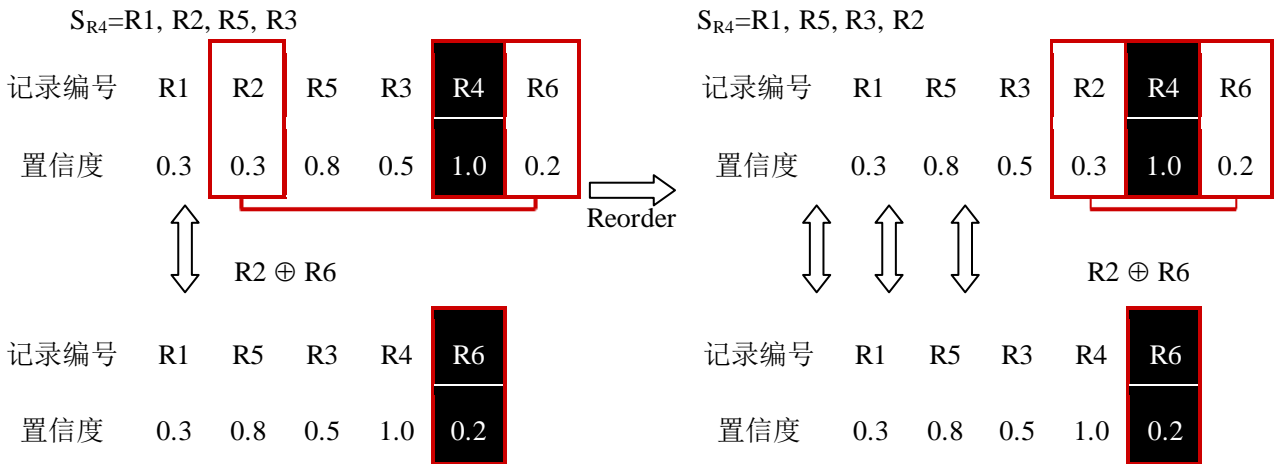 S_R4=R1, R2, R5, R3
记录编号 R1 R2 R5 R3 R4 R6
置信度 0.3 0.3 0.8 0.5 1.0 0.2
R2 ⊕ R6
记录编号 R1 R5 R3 R4 R6
置信度 0.3 0.8 0.5 1.0 0.2
Reorder
S_R4=R1, R5, R3, R2
记录编号 R1 R5 R3 R2 R4 R6
置信度 0.3 0.8 0.5 0.3 1.0 0.2
R2 ⊕ R6
记录编号 R1 R5 R3 R4 R6
置信度 0.3 0.8 0.5 1.0 0.2